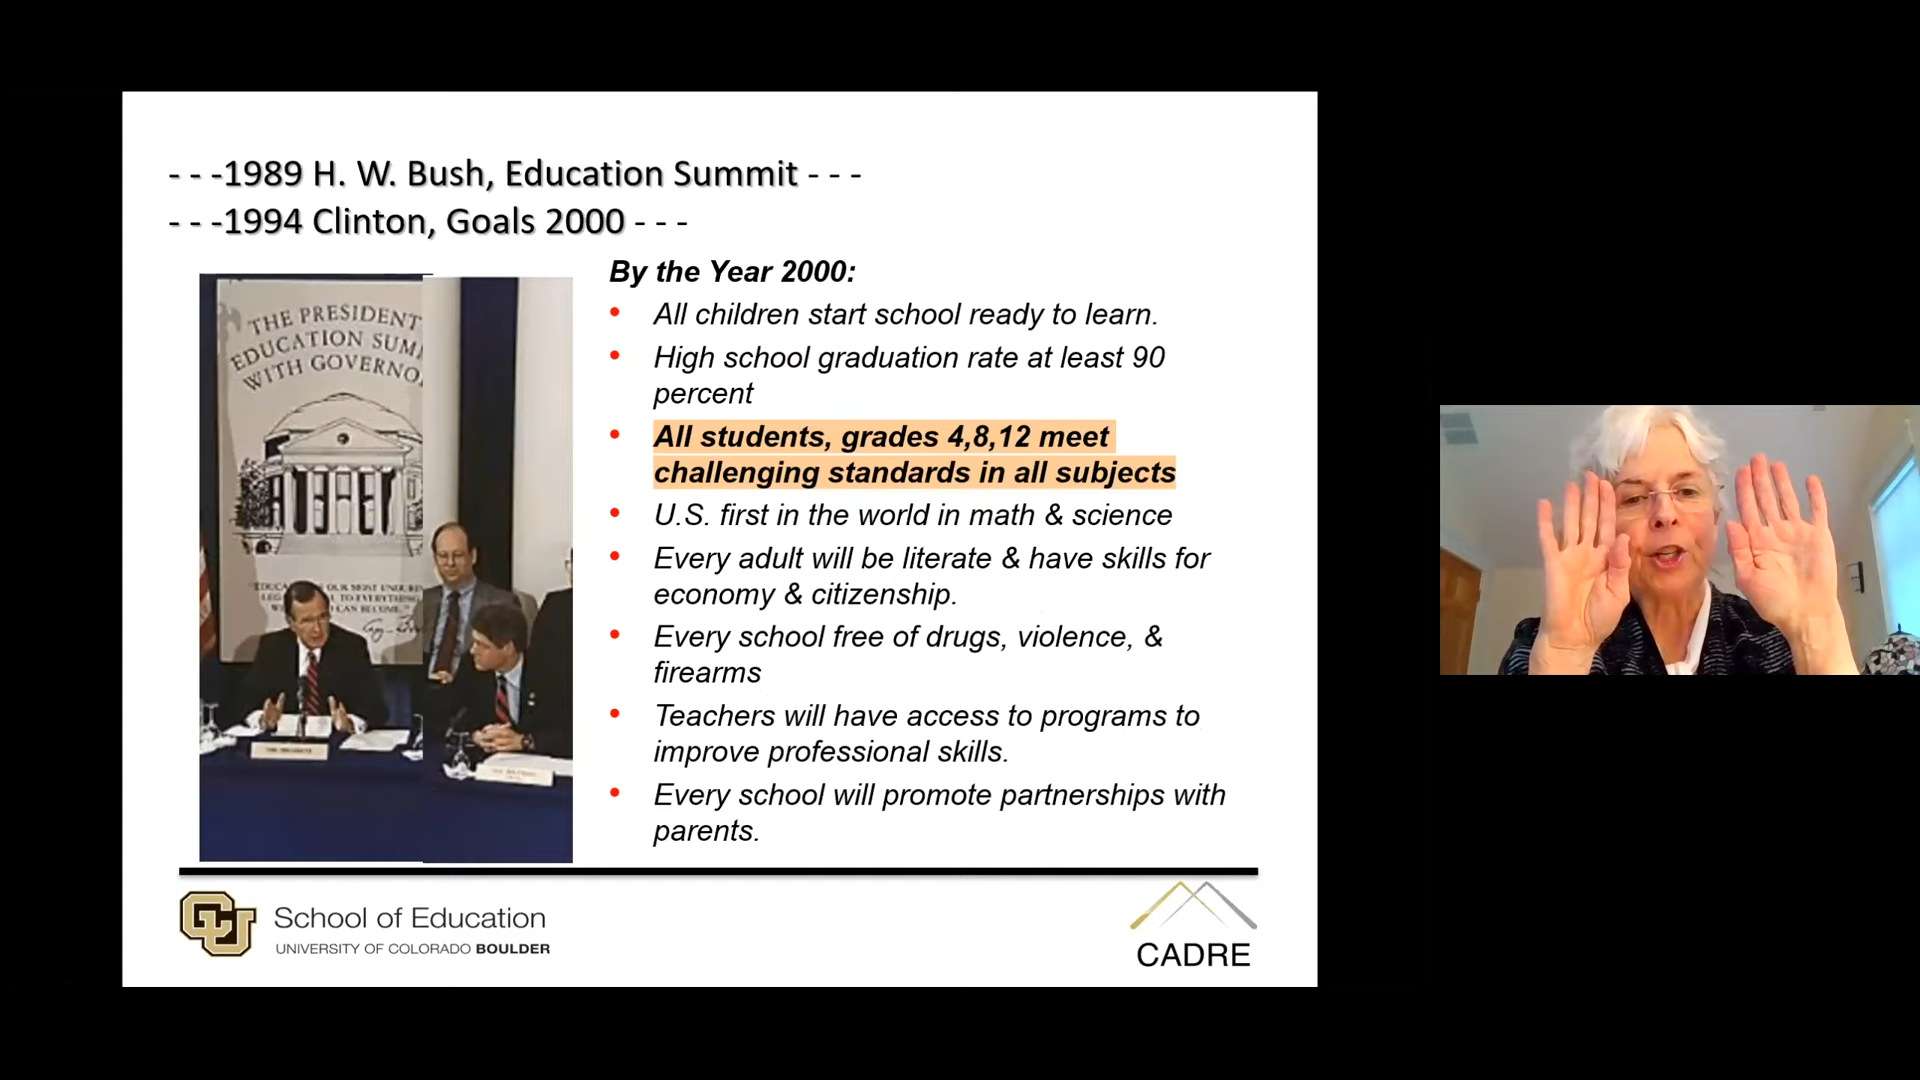 - - -1989 H. W. Bush, Education Summit - - -
- - -1994 Clinton, Goals 2000 - - -
By the Year 2000:
• All children start school ready to learn.
• High school graduation rate at least 90
percent
• All students, grades 4,8,12 meet
challenging standards in all subjects
• U.S. first in the world in math & science
• Every adult will be literate & have skills for
economy & citizenship.
• Every school free of drugs, violence, &
firearms
• Teachers will have access to programs to
improve professional skills.
• Every school will promote partnerships with
parents.
THE PRESIDENT
EDUCATION SUM
WITH GOVERNO
CU
School of Education
UNIVERSITY OF COLORADO BOULDER
CADRE